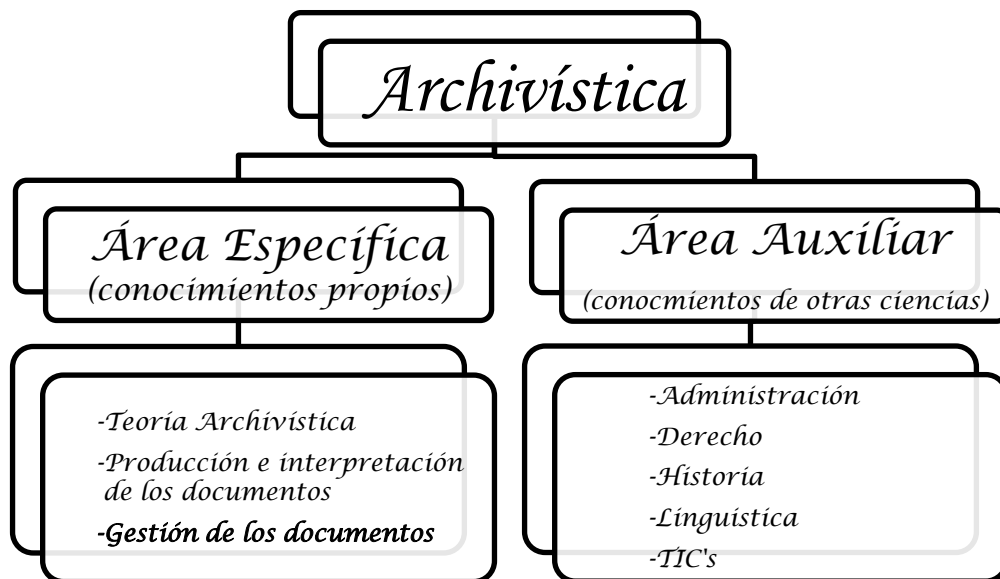 Archivística
Área Específica
(conocimientos propios)
-Teoría Archivística
-Producción e interpretación
de los documentos
-Gestión de los documentos
Área Auxiliar
(conocmientos de otras ciencias)
-Administración
-Derecho
-Historia
-Linguistica
-TIC's